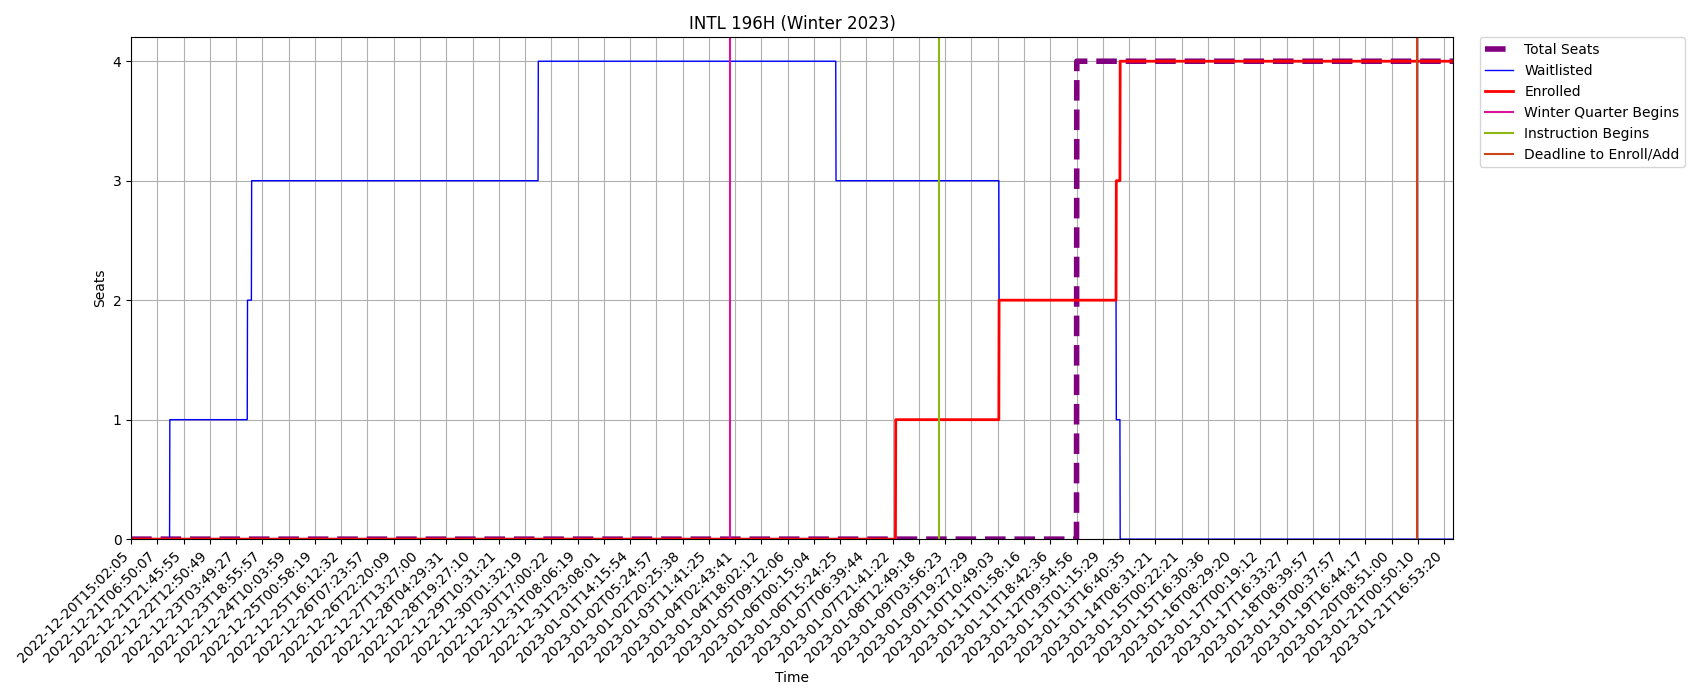 INTL 196H (Winter 2023)
Total Seats
Waitlisted
Enrolled
Winter Quarter Begins
Instruction Begins
Deadline to Enroll/Add
Seats
4
3
2
1
0
2022-12-20T15:02:05
2022-12-21T06:50:07
2022-12-21T21:45:55
2022-12-22T12:50:49
2022-12-23T03:49:27
2022-12-23T18:55:57
2022-12-24T10:03:59
2022-12-25T00:58:19
2022-12-25T16:12:32
2022-12-26T07:23:57
2022-12-26T22:20:09
2022-12-27T13:27:00
2022-12-28T04:29:31
2022-12-28T19:27:10
2022-12-29T10:31:21
2022-12-30T01:32:19
2022-12-30T17:00:22
2022-12-31T08:06:19
2022-12-31T23:08:01
2023-01-01T14:15:54
2023-01-02T05:24:57
2023-01-02T20:25:38
2023-01-03T11:41:25
2023-01-04T02:43:41
2023-01-04T18:02:12
2023-01-05T09:12:06
2023-01-06T00:15:04
2023-01-06T15:24:25
2023-01-07T06:39:44
2023-01-07T21:41:22
2023-01-08T12:49:18
2023-01-09T03:56:23
2023-01-09T19:27:29
2023-01-10T10:49:03
2023-01-11T01:58:16
2023-01-11T18:42:36
2023-01-12T09:54:56
2023-01-13T01:15:29
2023-01-13T16:40:35
2023-01-14T08:31:21
2023-01-15T00:22:21
2023-01-15T16:30:36
2023-01-16T08:29:20
2023-01-17T00:19:12
2023-01-17T16:33:27
2023-01-18T08:39:57
2023-01-19T00:37:57
2023-01-19T16:44:17
2023-01-20T08:51:00
2023-01-21T00:50:10
2023-01-21T16:53:20
Time